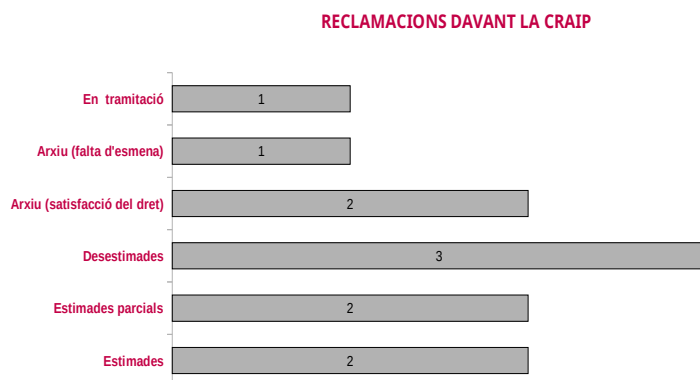 RECLAMACIONS DAVANT LA CRAIP
En tramitació
1
Arxiu (falta d'esmena)
1
Arxiu (satisfacció del dret)
2
Desestimades
3
Estimades parcials
2
Estimades
2